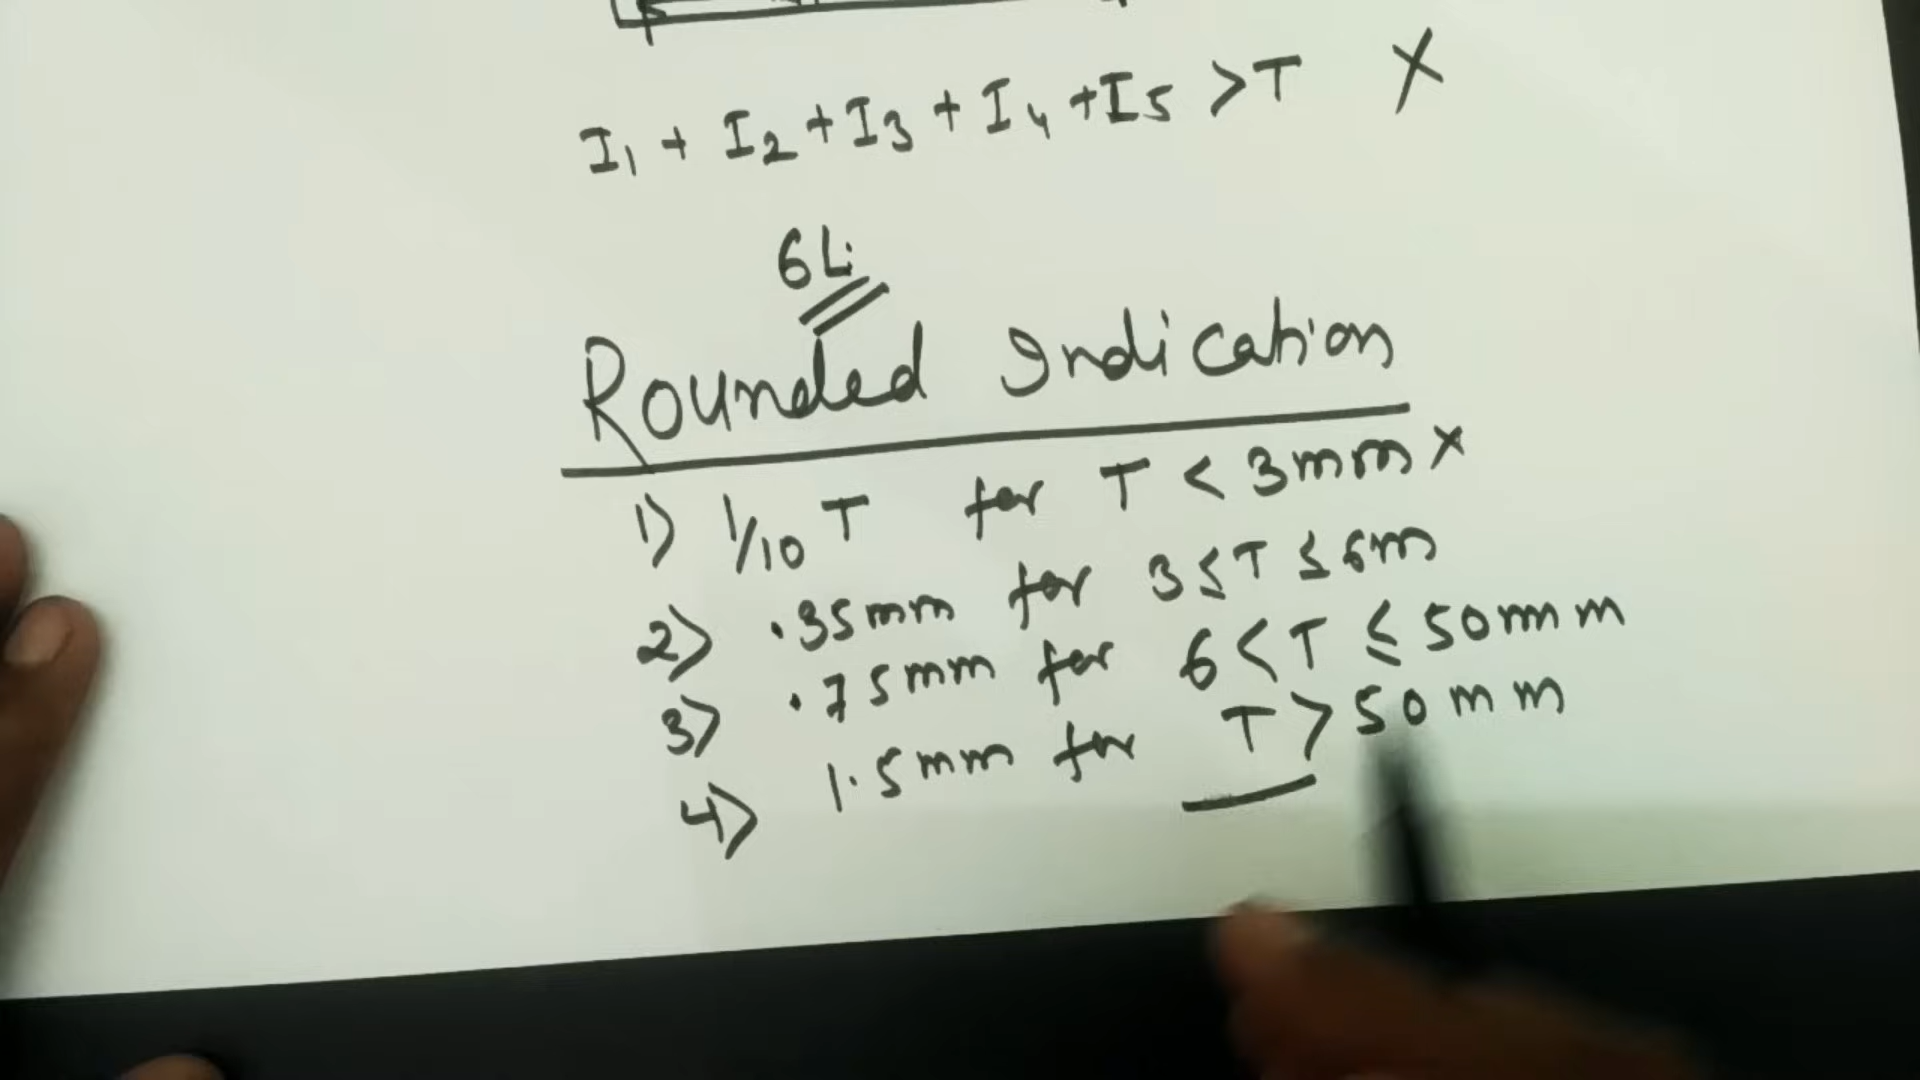 I1 + I2 + I3 + I4 + I5 > T X
6L
Rounded Indication
1) 1/10 T for T < 3mm x
2) .35mm for 3 ≤ T ≤ 6m
3) .75mm for 6 < T ≤ 50mm
4) 1.5mm for T > 50mm